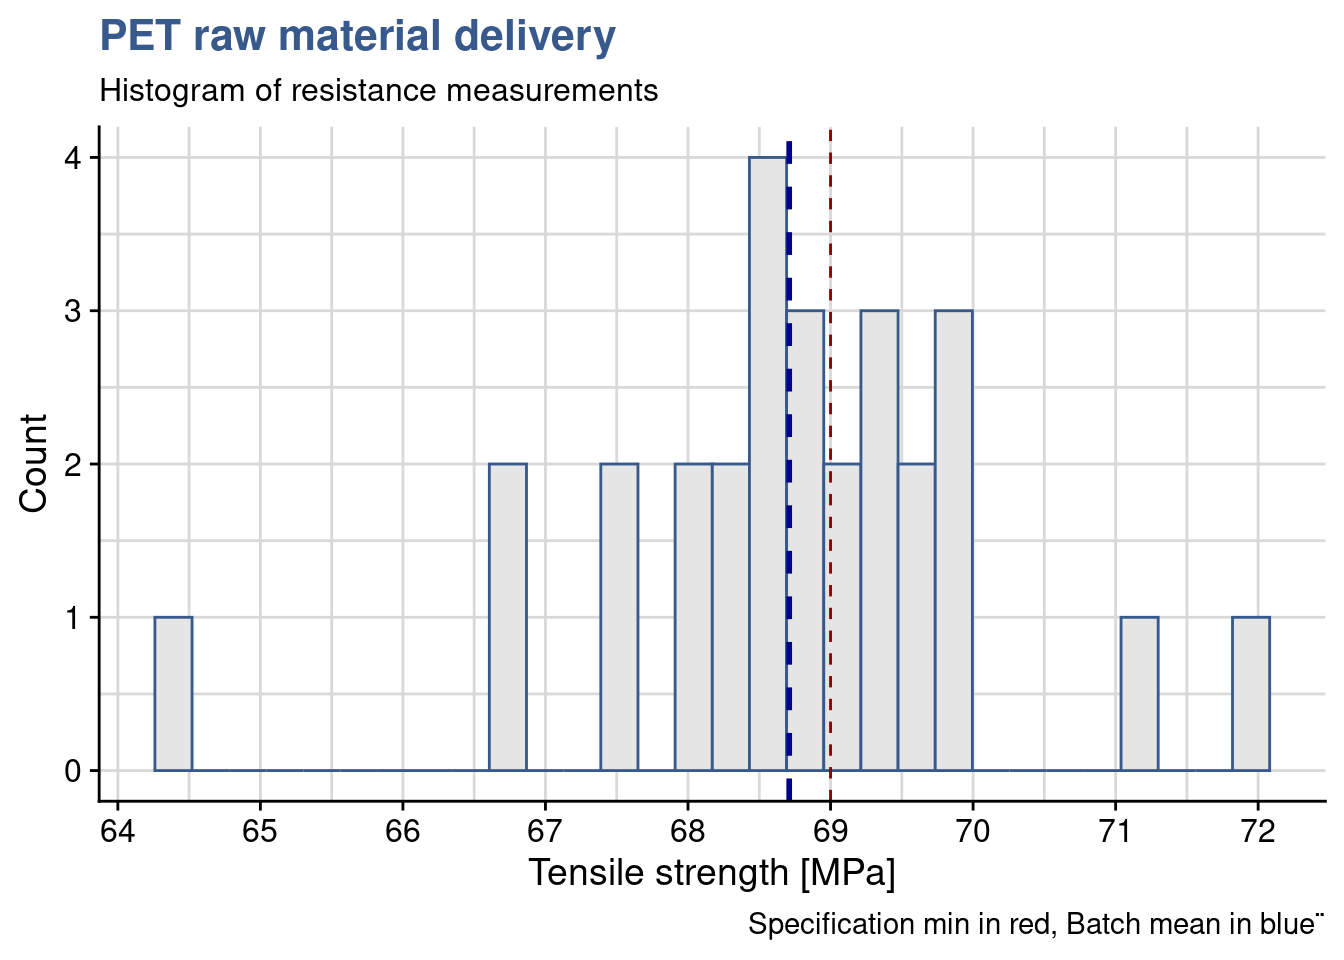 PET raw material delivery
Histogram of resistance measurements
4
3
2
1
0
Count
64 65 66 67 68 69 70 71 72
Tensile strength [MPa]
Specification min in red, Batch mean in blue¨